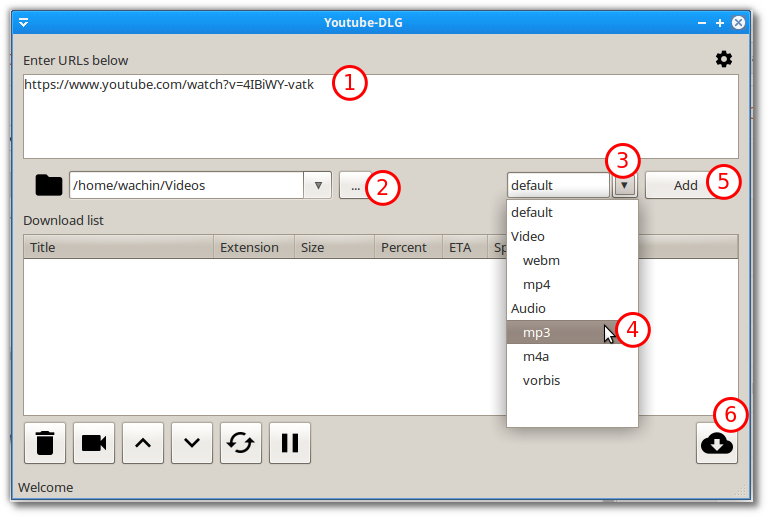 Youtube-DLG
Enter URLs below
https://www.youtube.com/watch?v=4IBiWY-vatk
1
/home/wachin/Videos
...
2
default
3
Add
5
Download list
default
Video
webm
mp4
Audio
mp3
4
m4a
vorbis
Title
Extension
Size
Percent
ETA
Sp
6
Welcome